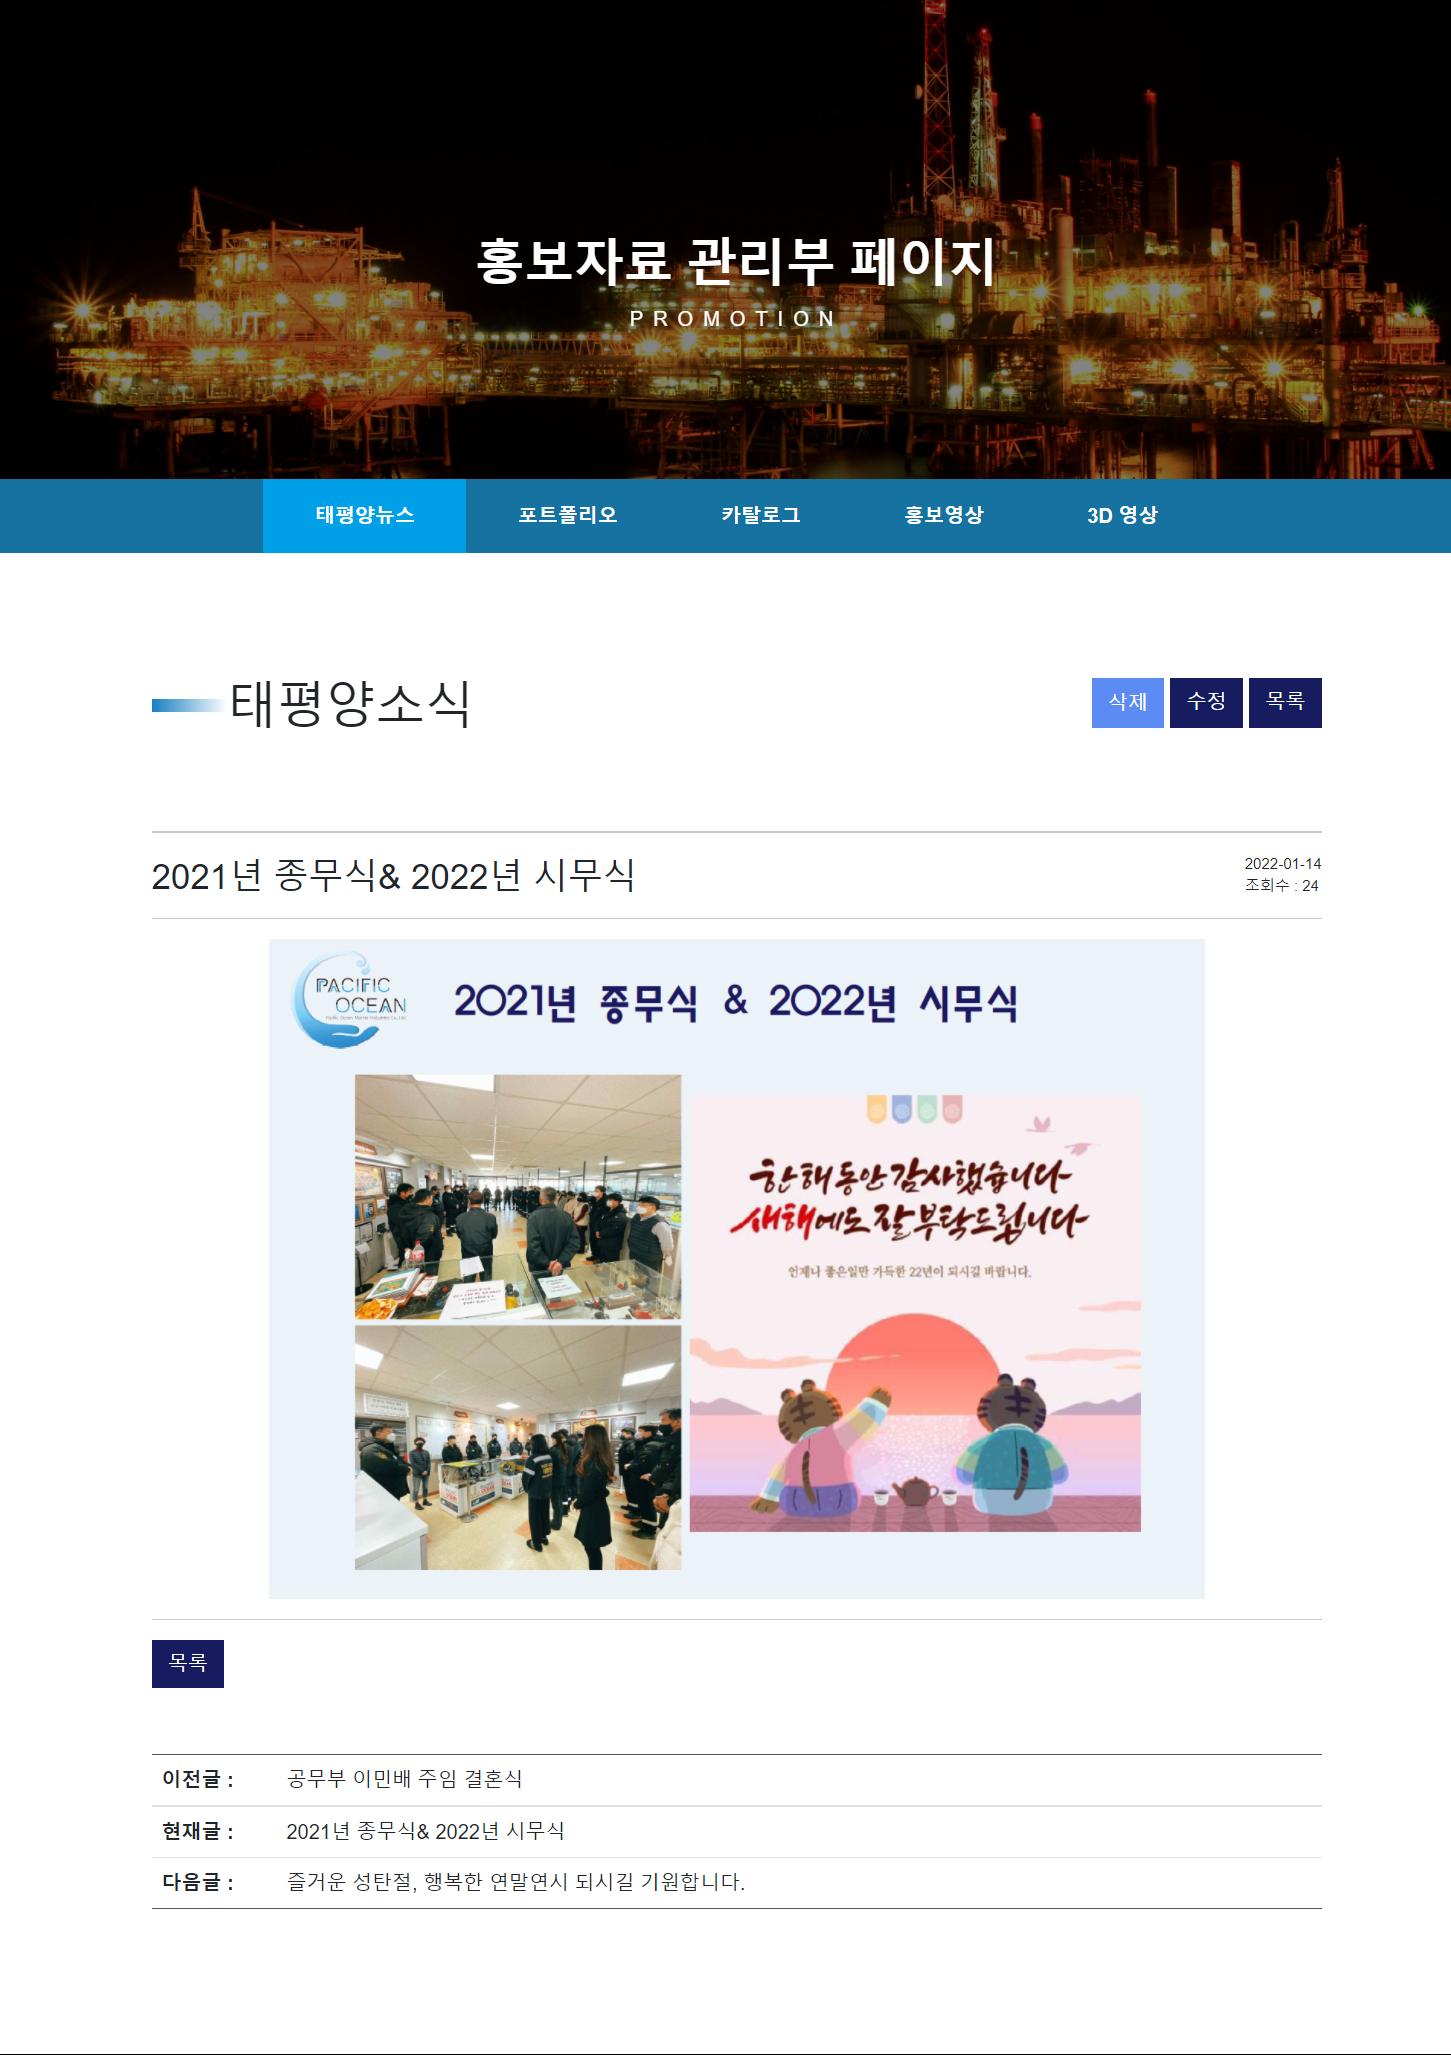 홍보자료 관리부 페이지
PROMOTION
태평양뉴스
포트폴리오
카탈로그
홍보영상
3D 영상
태평양소식
삭제
수정
목록
2021년 종무식& 2022년 시무식
2022-01-14
조회수 : 24
PACIFIC
OCEAN
2021년 종무식 & 2022년 시무식
한해동안감사했습니다
새해에도잘부탁드립니다
언제나 좋은일만 가득한 22년이 되시길 바랍니다.
목록
이전글 : 공무부 이민배 주임 결혼식
현재글 : 2021년 종무식& 2022년 시무식
다음글 : 즐거운 성탄절, 행복한 연말연시 되시길 기원합니다.